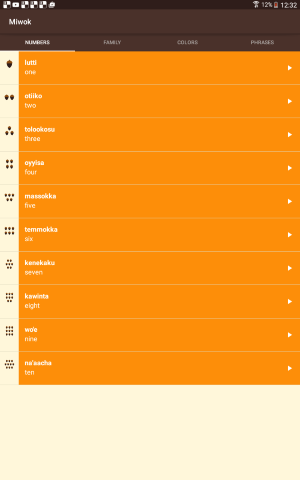 12% 12:32
Miwok
NUMBERS FAMILY COLORS PHRASES
lutti
one
otiiko
two
tolookosu
three
oyyisa
four
massokka
five
temmokka
six
kenekaku
seven
kawinta
eight
wo'e
nine
na'aacha
ten